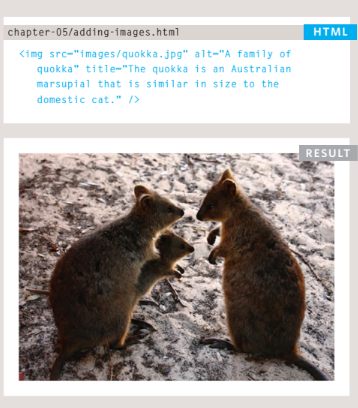 chapter-05/adding-images.html
HTML
<img src="images/quokka.jpg" alt="A family of
quokka" title="The quokka is an Australian
marsupial that is similar in size to the
domestic cat." />
RESULT